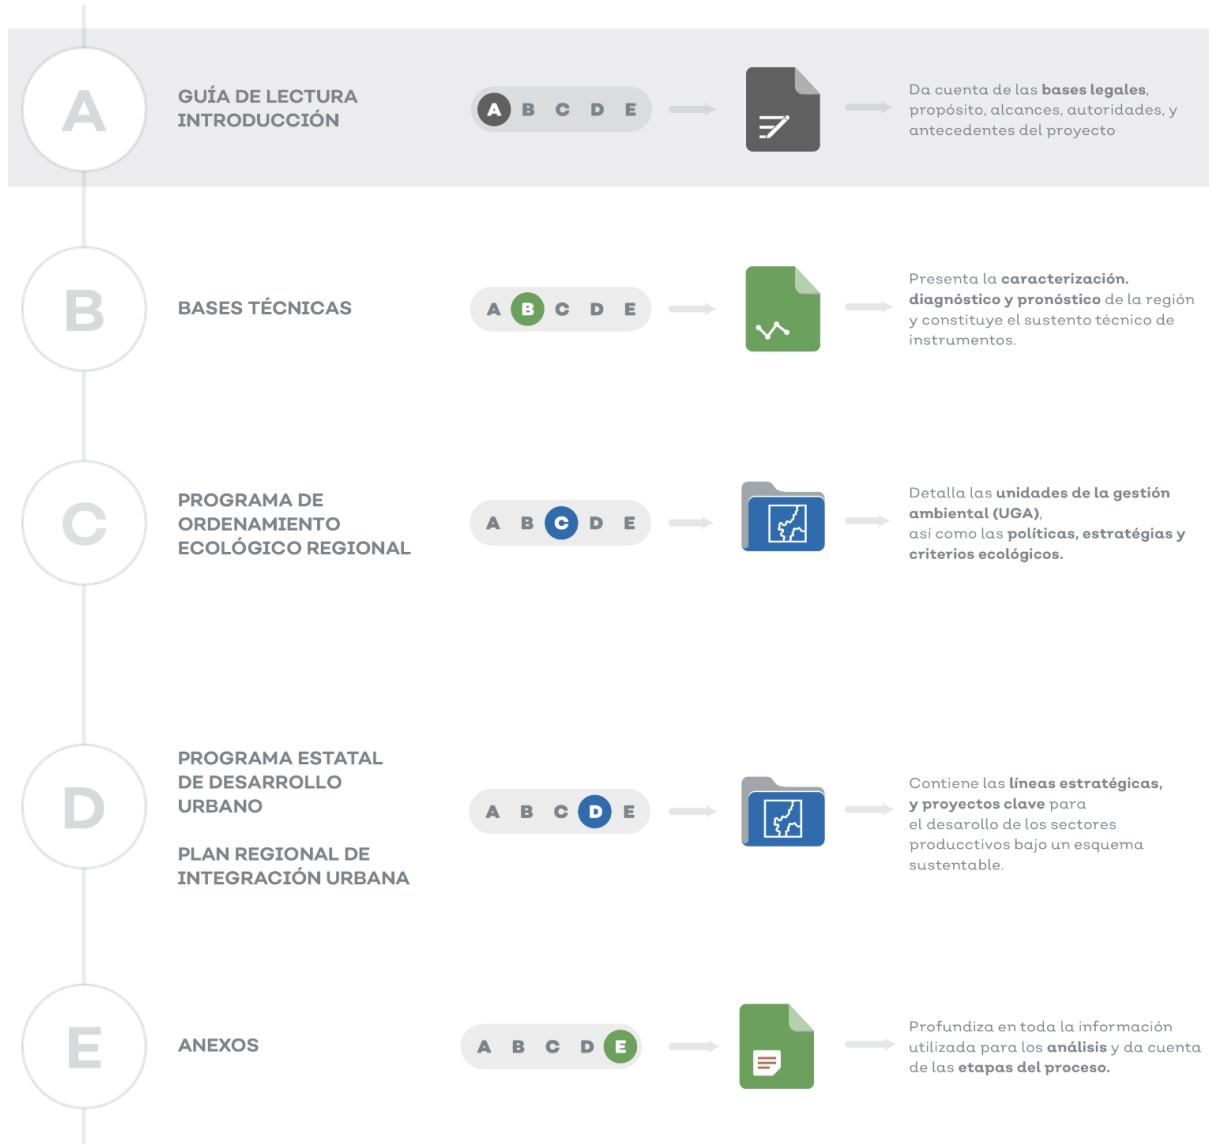 A
GUÍA DE LECTURA
INTRODUCCIÓN
A B C D E
Da cuenta de las bases legales,
propósito, alcances, autoridades, y
antecedentes del proyecto
B
BASES TÉCNICAS
A B C D E
Presenta la caracterización.
diagnóstico y pronóstico de la región
y constituye el sustento técnico de
instrumentos.
C
PROGRAMA DE
ORDENAMIENTO
ECOLÓGICO REGIONAL
A B C D E
Detalla las unidades de la gestión
ambiental (UGA),
así como las políticas, estratégias y
criterios ecológicos.
D
PROGRAMA ESTATAL
DE DESARROLLO
URBANO
PLAN REGIONAL DE
INTEGRACIÓN URBANA
A B C D E
Contiene las líneas estratégicas,
y proyectos clave para
el desarollo de los sectores
producctivos bajo un esquema
sustentable.
E
ANEXOS
A B C D E
Profundiza en toda la información
utilizada para los análisis y da cuenta
de las etapas del proceso.